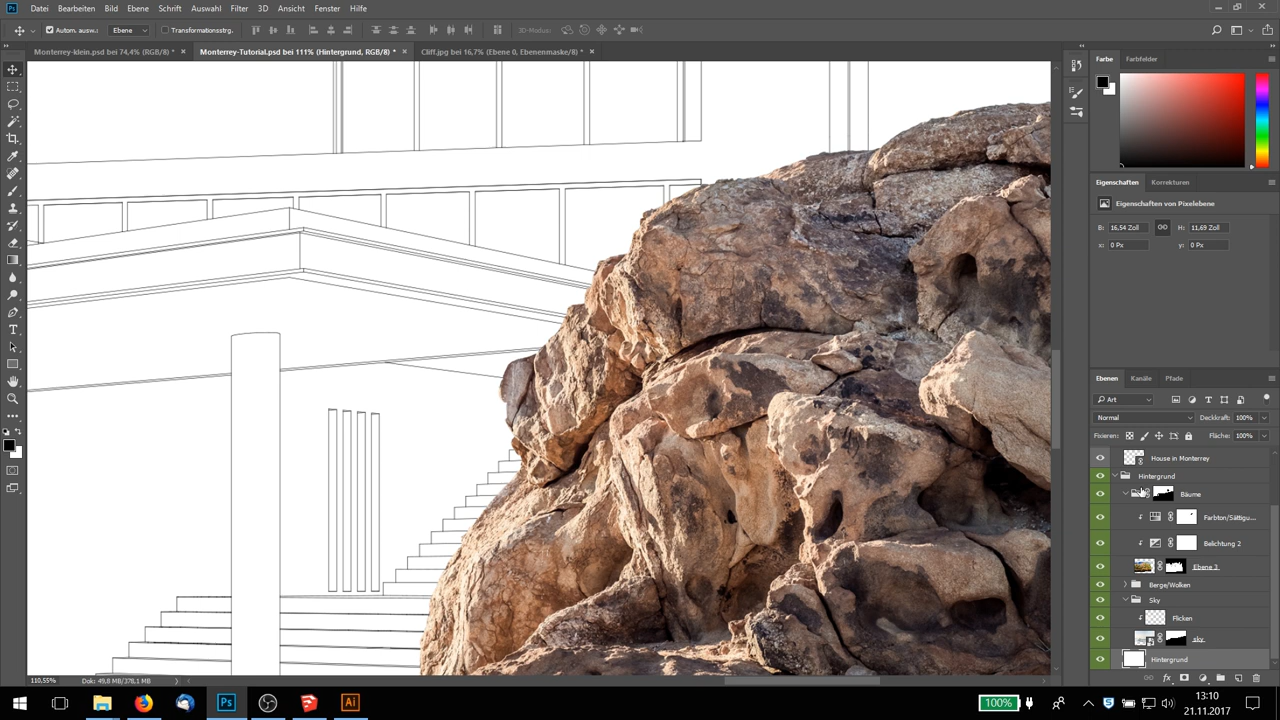 Datei Bearbeiten Bild Ebene Schrift Auswahl Filter 3D Ansicht Fenster Hilfe
Autom. ausw.: Ebene Transformationsstrg. 3D-Modus:
Monterrey-klein.psd bei 74,4% (RGB/8) * × Monterrey-Tutorial.psd bei 111% (Hintergrund, RGB/8) * × Cliff.jpg bei 16,7% (Ebene 0, Ebenenmaske/8) * ×
Farbe Farbfelder
Eigenschaften Korrekturen
Eigenschaften von Pixelebene
B: 16,54 Zoll H: 11,69 Zoll
x: 0 Px y: 0 Px
Ebenen Kanäle Pfade
Art
Normal Deckkraft: 100%
Fixieren: Fläche: 100%
House in Monterrey
Hintergrund
Bäume
Farbton/Sättigu...
Belichtung 2
Ebene 3
Berge/Wolken
Sky
Flicken
sky
Hintergrund
110,55% Dok: 49,8 MB/378,1 MB
100% 13:10
21.11.2017